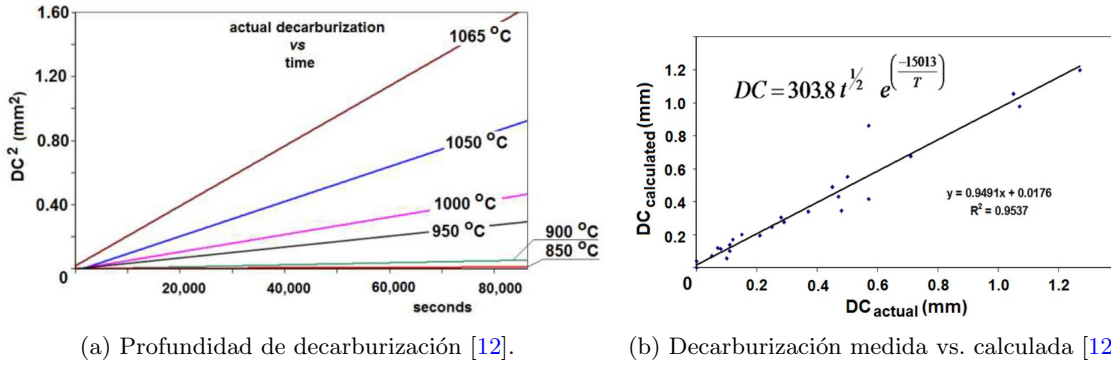 1.60
1.20
0.80
0.40
0
DC² (mm²)
actual decarburization
vs
time
1065 °C
1050 °C
1000 °C
950 °C
900 °C
850 °C
20,000
40,000
60,000
80,000
seconds
(a) Profundidad de decarburización [12].
1.2
1.0
0.8
0.6
0.4
0.2
0
DC calculated (mm)
DC = 303.8 t^½ e^(−15013/T)
y = 0.9491x + 0.0176
R² = 0.9537
0.2
0.4
0.6
0.8
1.0
1.2
DC actual (mm)
(b) Decarburización medida vs. calculada [12